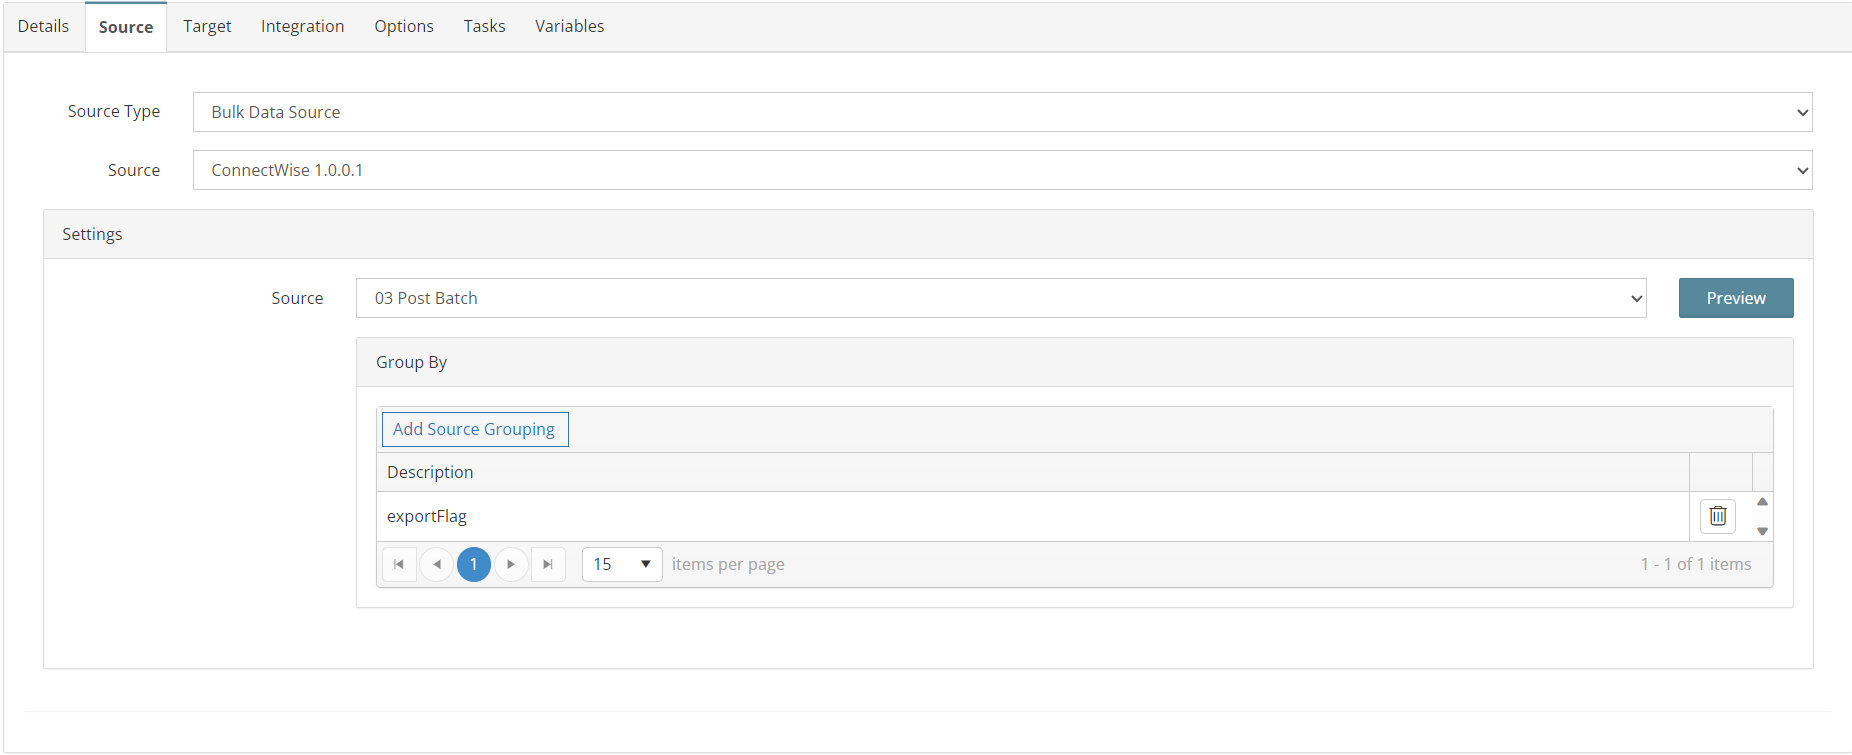 Details Source Target Integration Options Tasks Variables
Source Type Bulk Data Source
Source ConnectWise 1.0.0.1
Settings
Source 03 Post Batch Preview
Group By
Add Source Grouping
Description
exportFlag
1 15 items per page 1 - 1 of 1 items